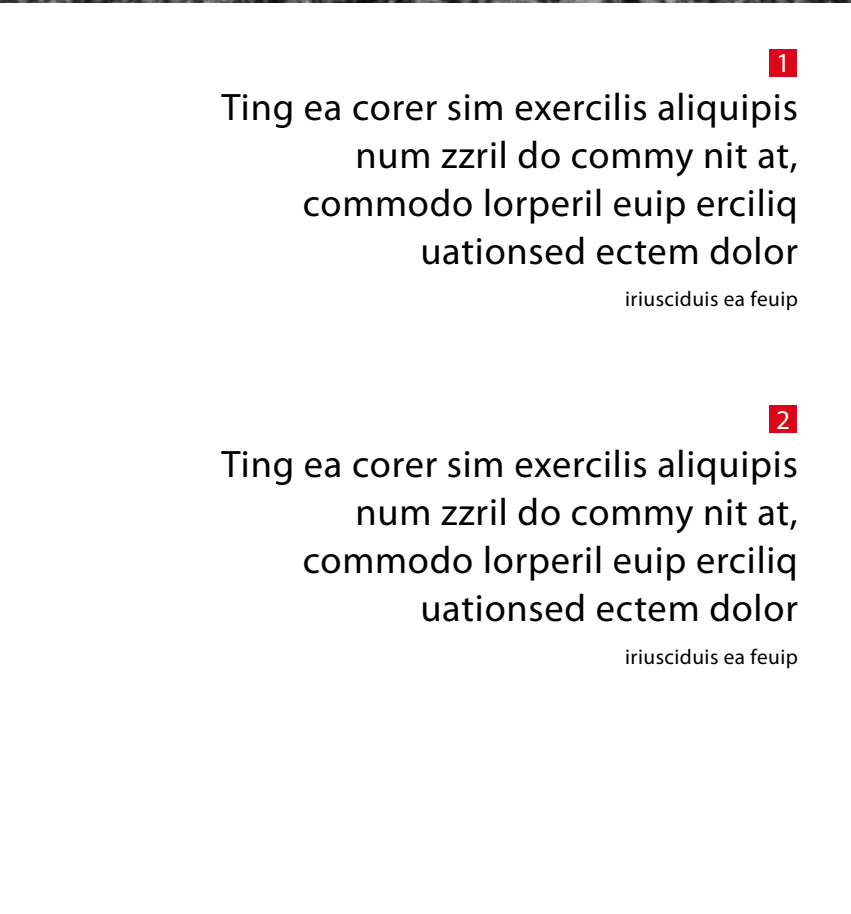 1
Ting ea corer sim exercilis aliquipis
num zzril do commy nit at,
commodo lorperil euip erciliq
uationsed ectem dolor
iriusciduis ea feuip
2
Ting ea corer sim exercilis aliquipis
num zzril do commy nit at,
commodo lorperil euip erciliq
uationsed ectem dolor
iriusciduis ea feuip